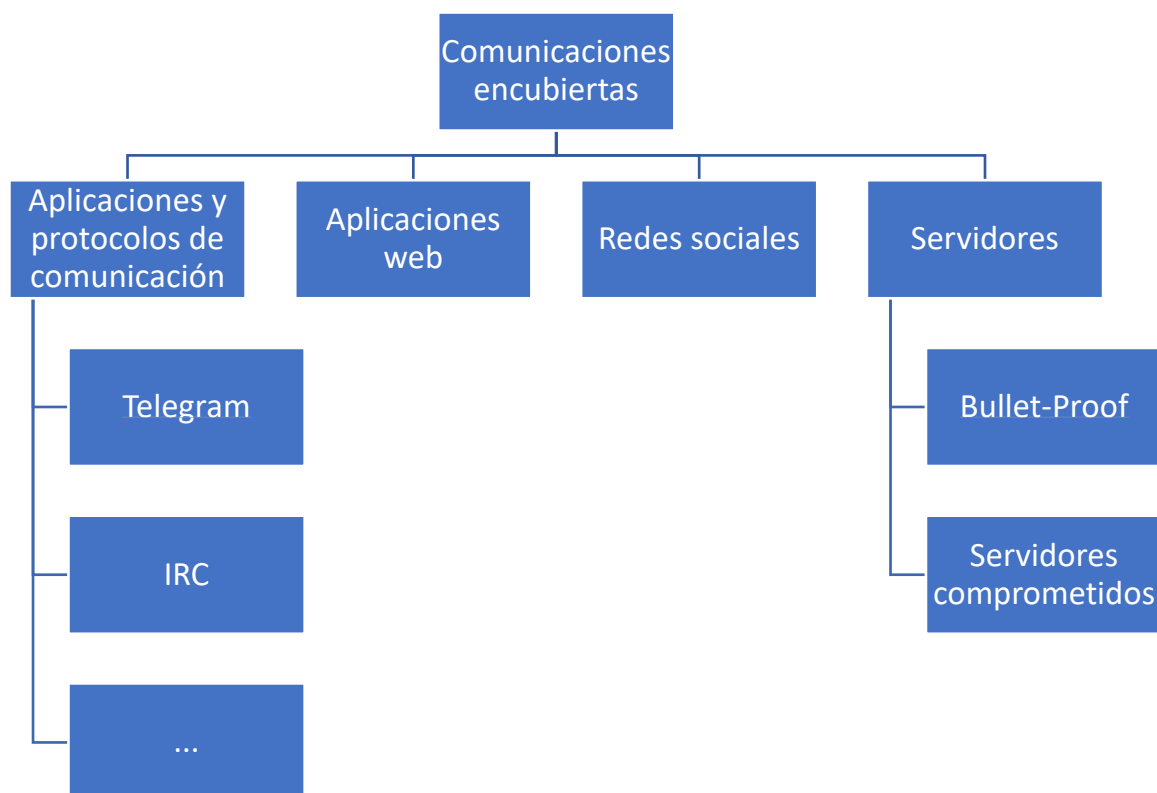 Comunicaciones
encubiertas
Aplicaciones y
protocolos de
comunicación
Aplicaciones
web
Redes sociales
Servidores
Telegram
IRC
...
Bullet-Proof
Servidores
comprometidos